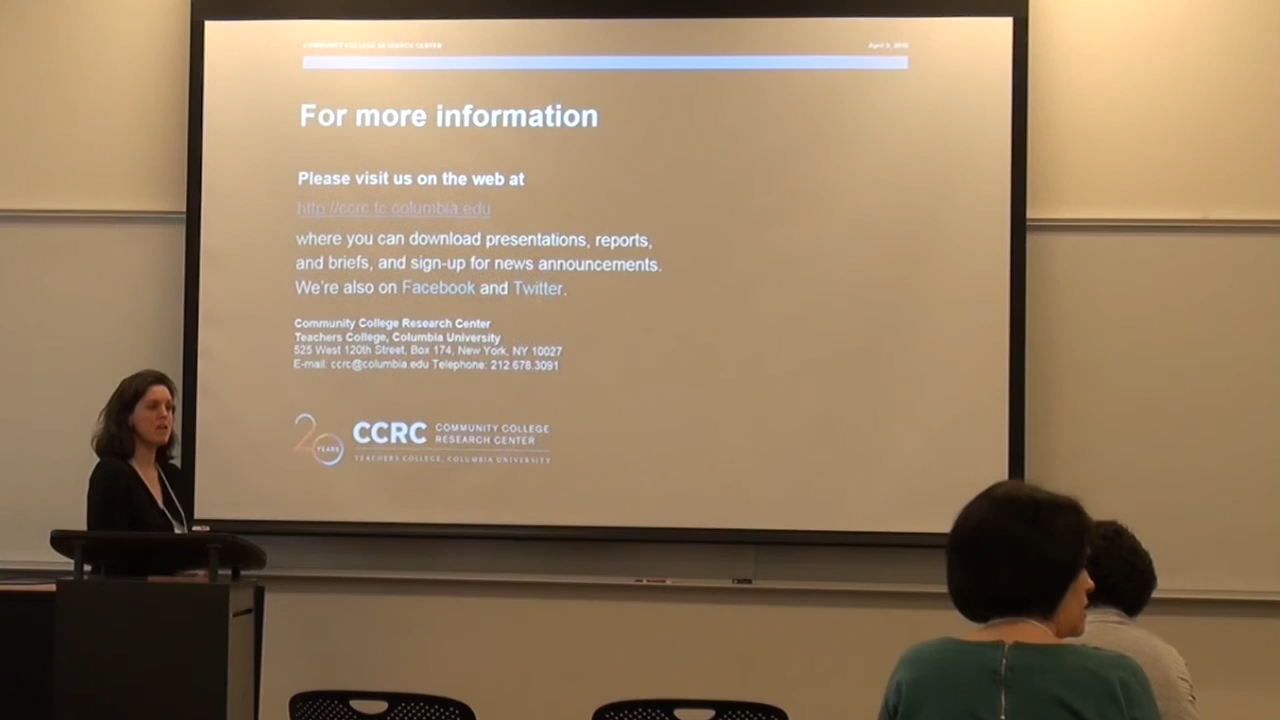 COMMUNITY COLLEGE RESEARCH CENTER
For more information
Please visit us on the web at
http://ccrc.tc.columbia.edu
where you can download presentations, reports,
and briefs, and sign-up for news announcements.
We're also on Facebook and Twitter.
Community College Research Center
Teachers College, Columbia University
525 West 120th Street, Box 174, New York, NY 10027
E-mail: ccrc@columbia.edu Telephone: 212.678.3091
20 YEARS
CCRC COMMUNITY COLLEGE
RESEARCH CENTER
TEACHERS COLLEGE, COLUMBIA UNIVERSITY